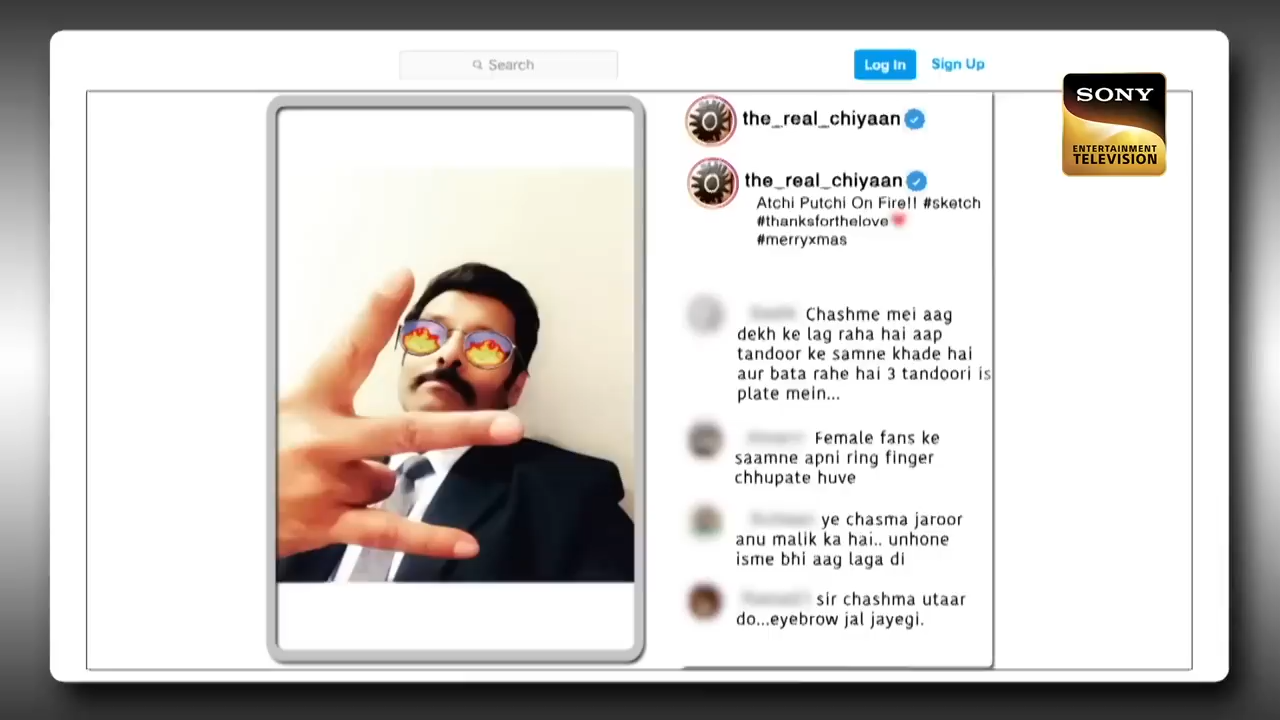 Search
Log In
Sign Up
SONY
ENTERTAINMENT
TELEVISION
the_real_chiyaan
the_real_chiyaan
Atchi Putchi On Fire!! #sketch
#thanksforthelove
#merryxmas
Chashme mei aag
dekh ke lag raha hai aap
tandoor ke samne khade hai
aur bata rahe hai 3 tandoori is
plate mein...
Female fans ke
saamne apni ring finger
chhupate huve
ye chasma jaroor
anu malik ka hai.. unhone
isme bhi aag laga di
sir chashma utaar
do...eyebrow jal jayegi.